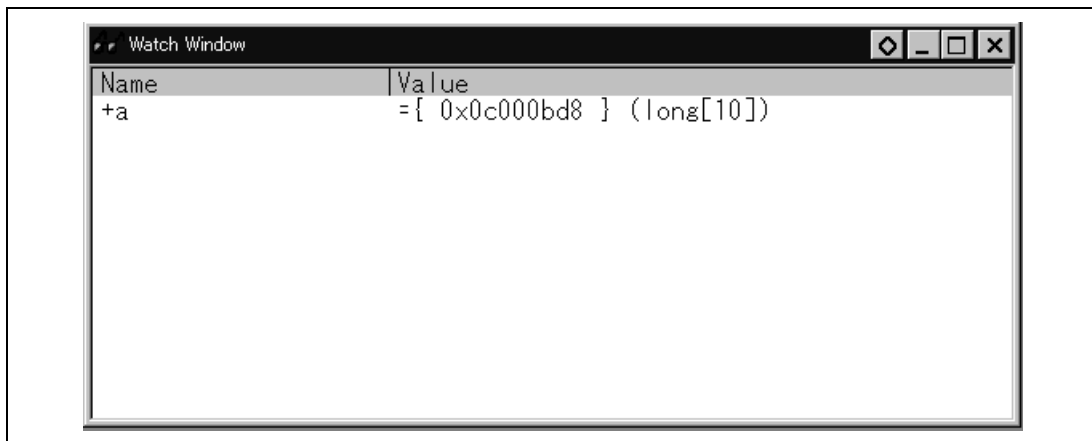 Watch Window
Name Value
+a ={ 0x0c000bd8 } (long[10])